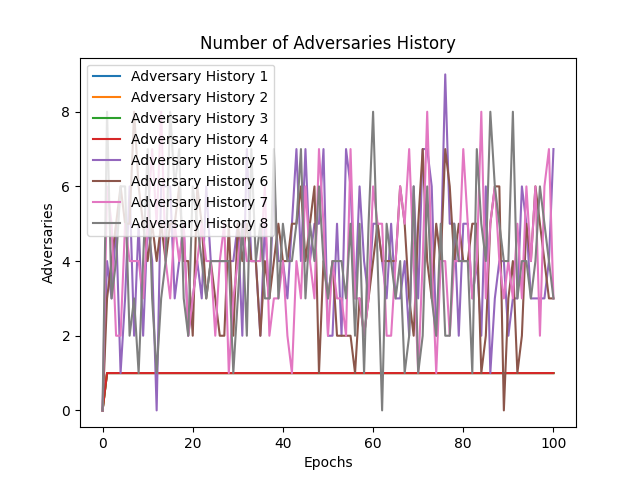 Number of Adversaries History
Adversary History 1
Adversary History 2
Adversary History 3
Adversary History 4
Adversary History 5
Adversary History 6
Adversary History 7
Adversary History 8
Adversaries
8
6
4
2
0
0 20 40 60 80 100
Epochs